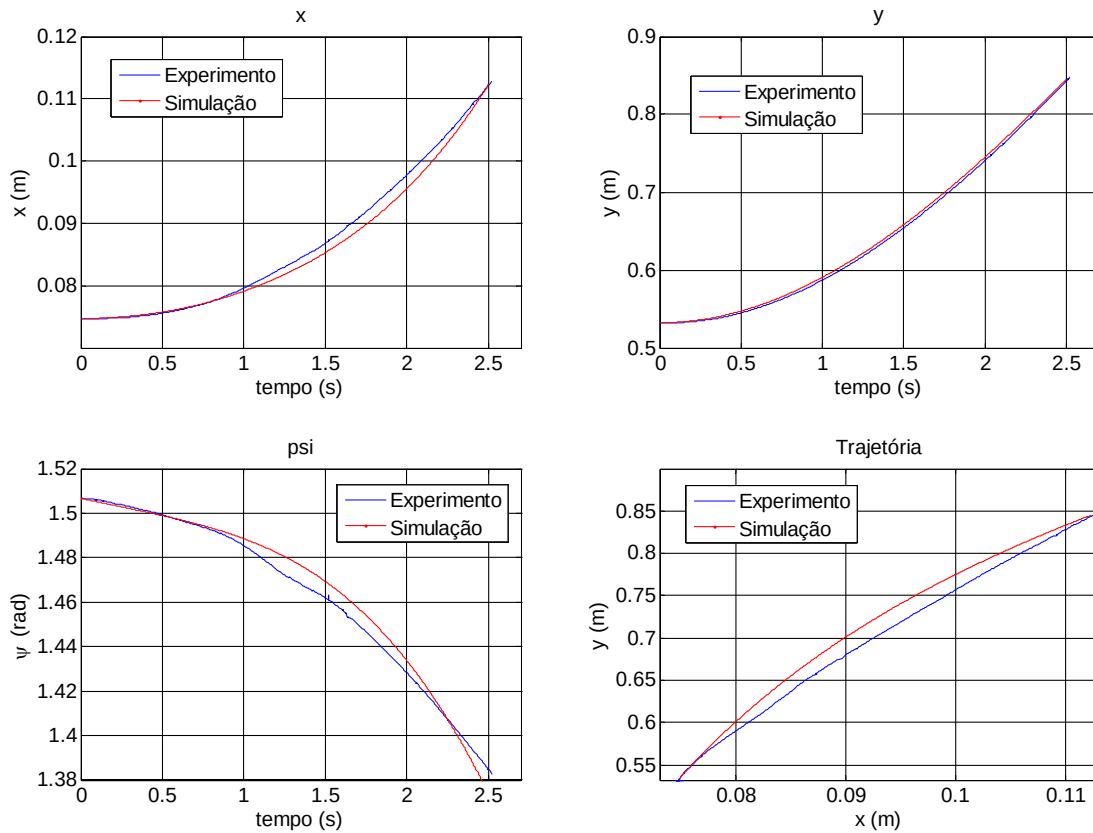 x
0.12
0.11
0.1
0.09
0.08
x (m)
Experimento
Simulação
0 0.5 1 1.5 2 2.5
tempo (s)
y
0.9
0.8
0.7
0.6
0.5
y (m)
Experimento
Simulação
0 0.5 1 1.5 2 2.5
tempo (s)
psi
1.52
1.5
1.48
1.46
1.44
1.42
1.4
1.38
ψ (rad)
Experimento
Simulação
0 0.5 1 1.5 2 2.5
tempo (s)
Trajetória
0.85
0.8
0.75
0.7
0.65
0.6
0.55
y (m)
Experimento
Simulação
0.08 0.09 0.1 0.11
x (m)